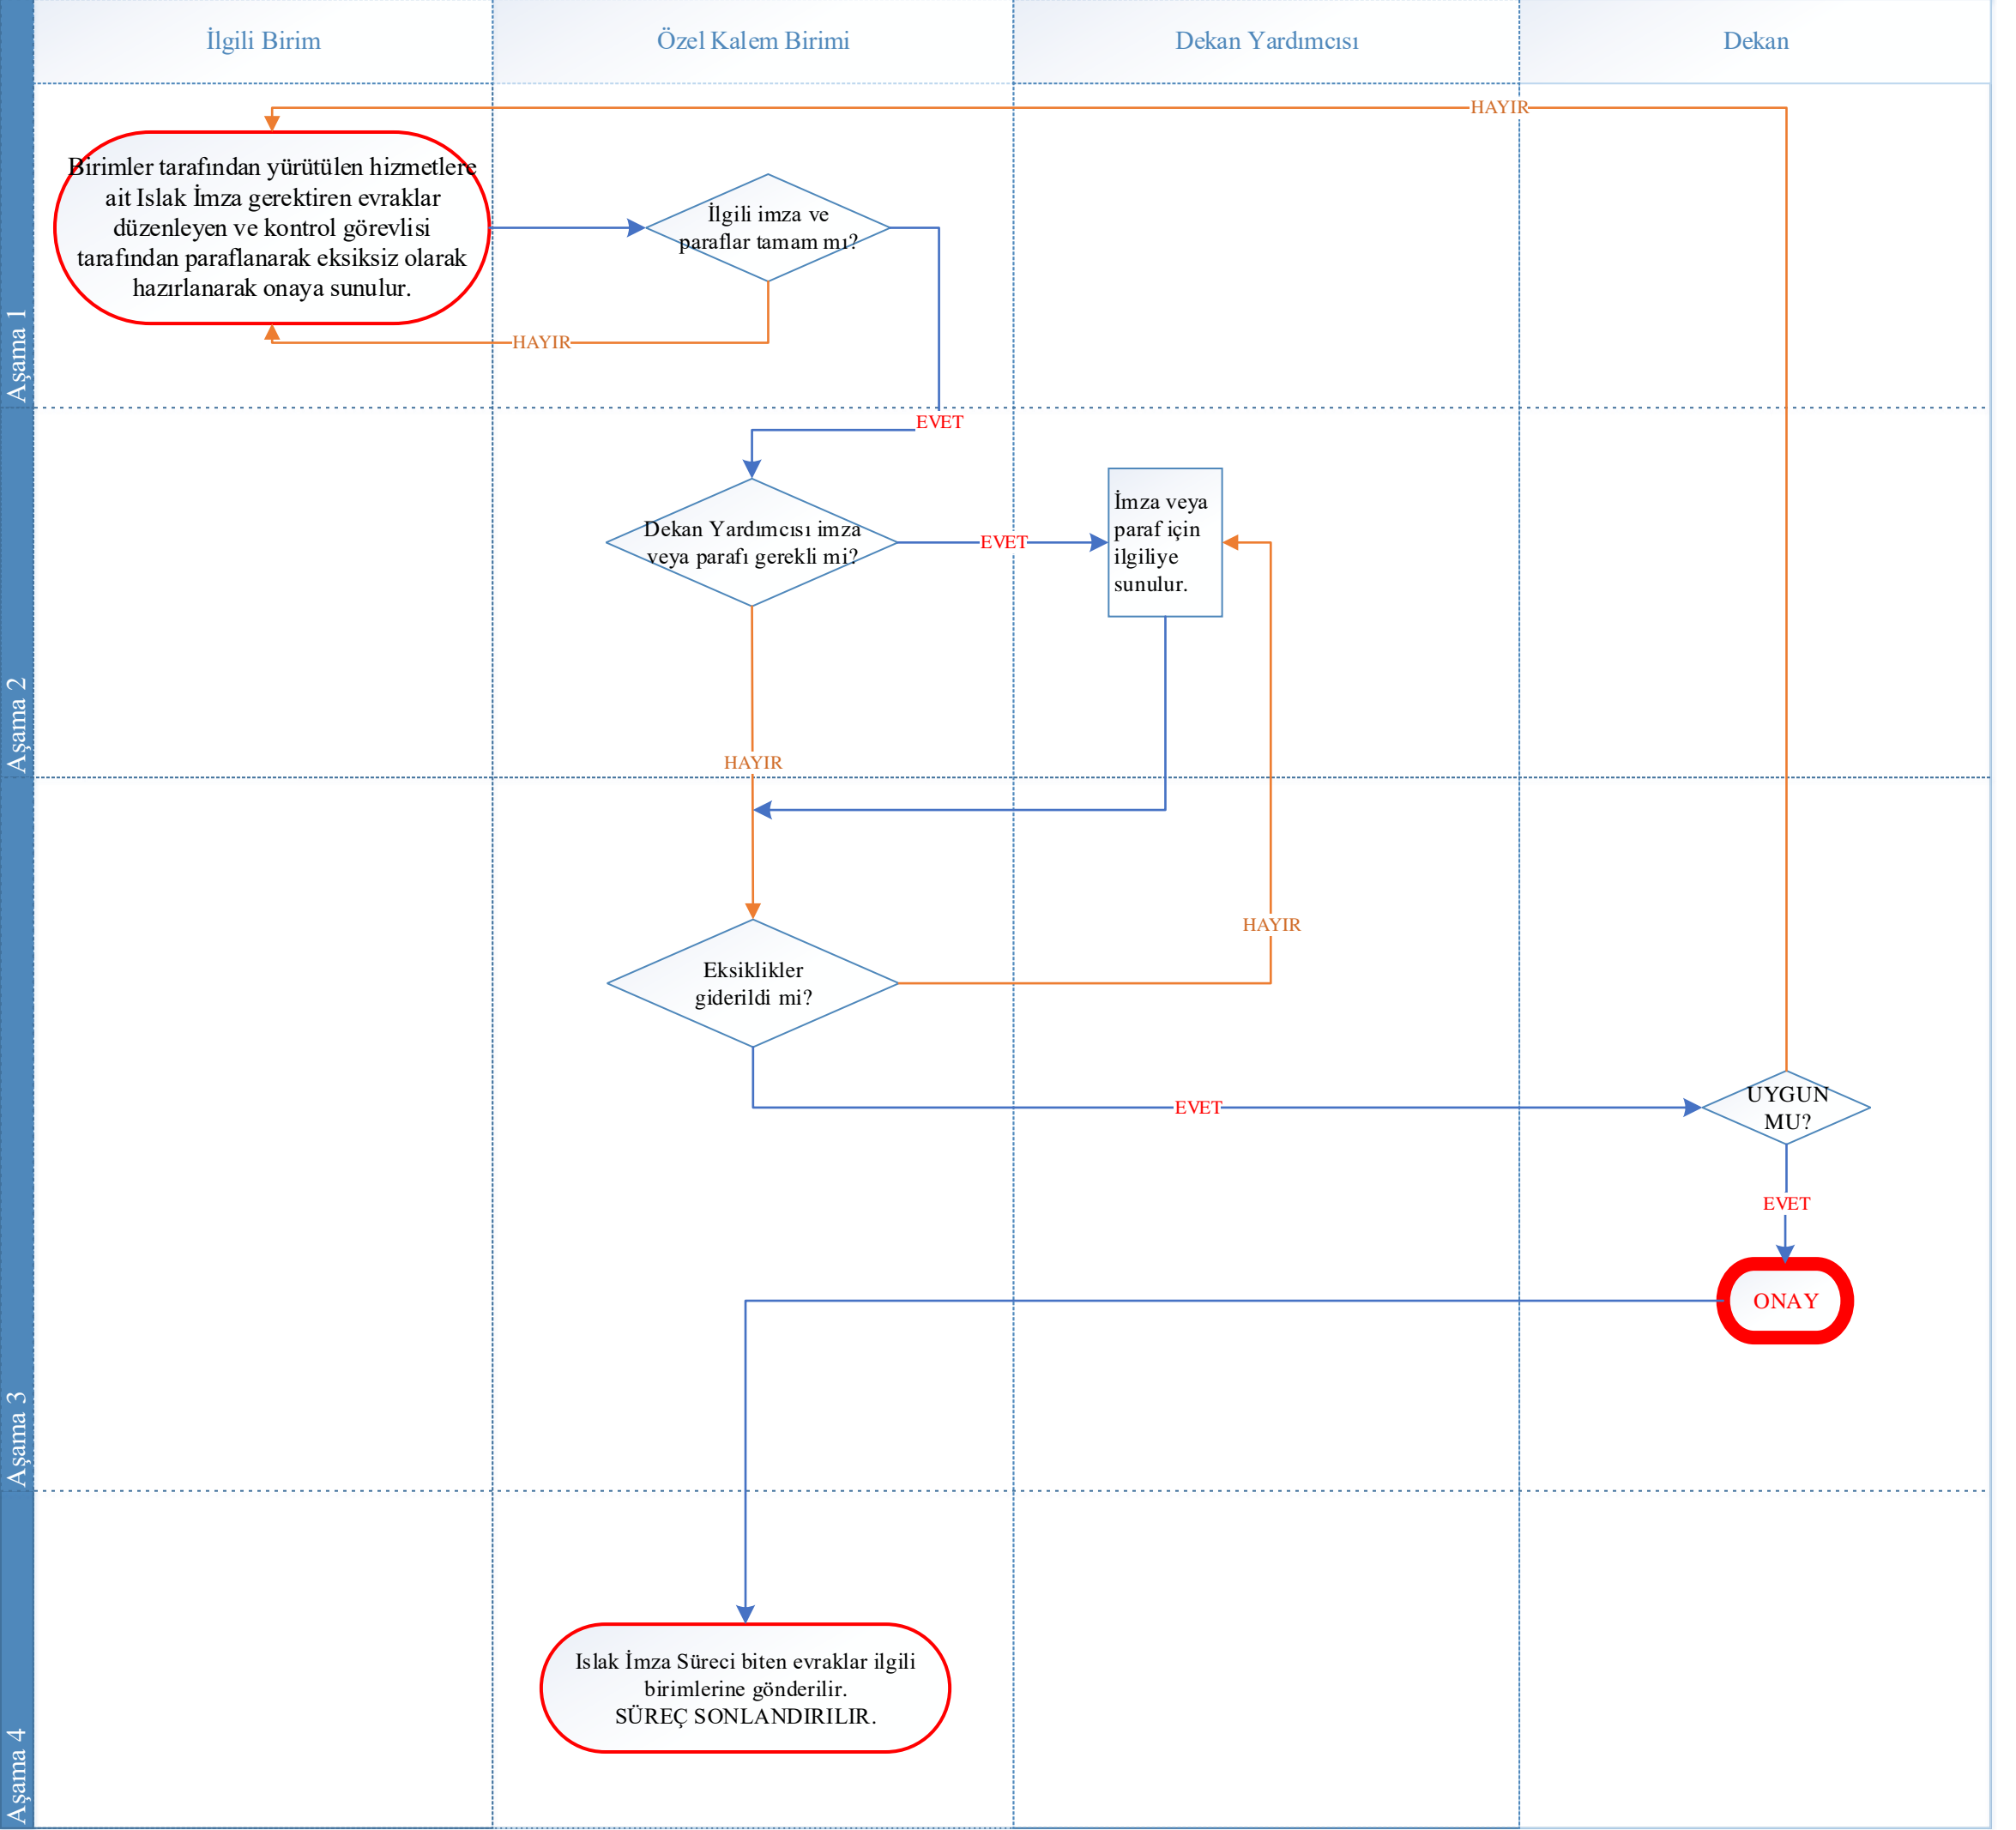 İlgili Birim
Özel Kalem Birimi
Dekan Yardımcısı
Dekan
HAYIR
Birimler tarafından yürütülen hizmetlere
ait Islak İmza gerektiren evraklar
düzenleyen ve kontrol görevlisi
tarafından paraflanarak eksiksiz olarak
hazırlanarak onaya sunulur.
İlgili imza ve
paraflar tamam mı?
HAYIR
Aşama 1
EVET
Dekan Yardımcısı imza
veya parafı gerekli mi?
EVET
İmza veya
paraf için
ilgiliye
sunulur.
HAYIR
Aşama 2
HAYIR
Eksiklikler
giderildi mi?
EVET
UYGUN
MU?
EVET
ONAY
Aşama 3
Islak İmza Süreci biten evraklar ilgili
birimlerine gönderilir.
SÜREÇ SONLANDIRILIR.
Aşama 4